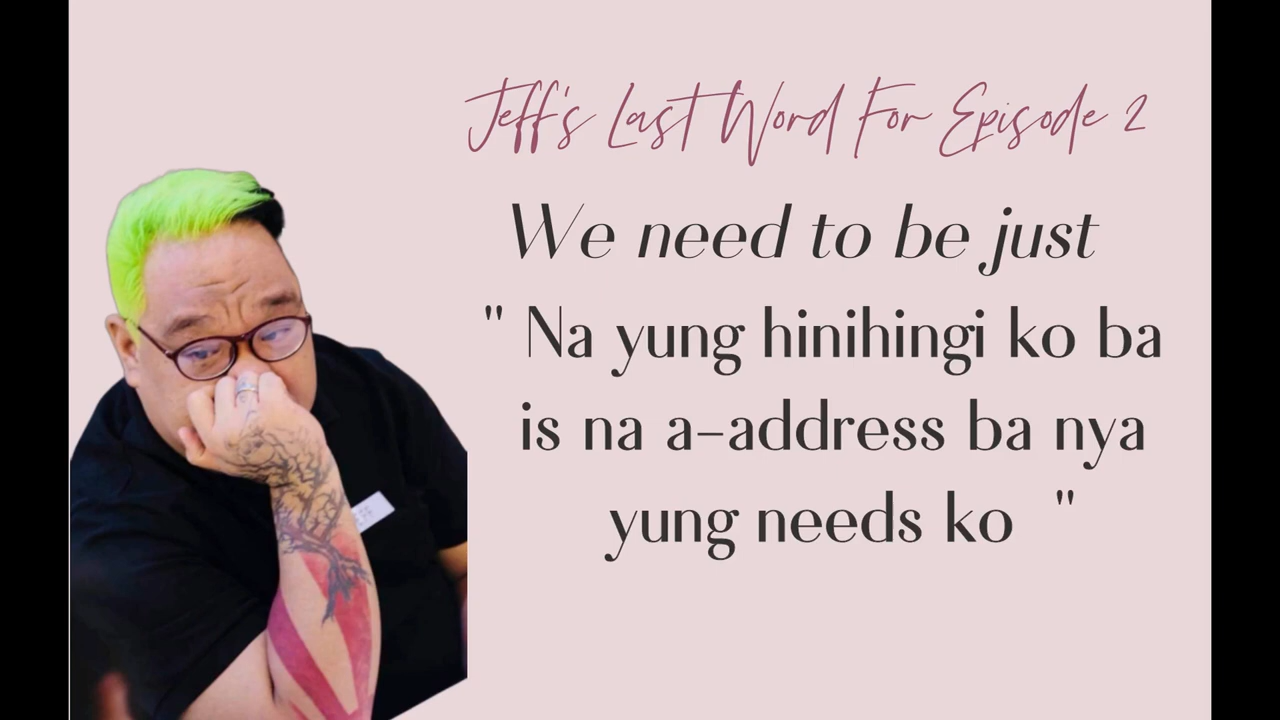 Jeff's Last Word For Episode 2
We need to be just
" Na yung hinihingi ko ba
is na a-address ba nya
yung needs ko "